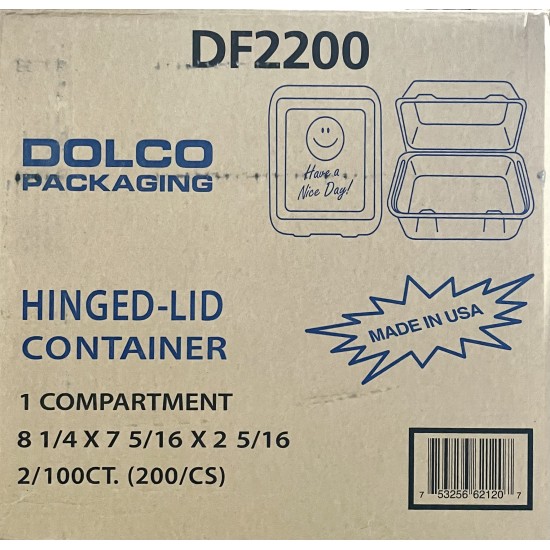 DF2200
DOLCO
PACKAGING
Have a
Nice Day!
HINGED-LID
CONTAINER
MADE IN USA
1 COMPARTMENT
8 1/4 X 7 5/16 X 2 5/16
2/100CT. (200/CS)
7 53256 62120 7